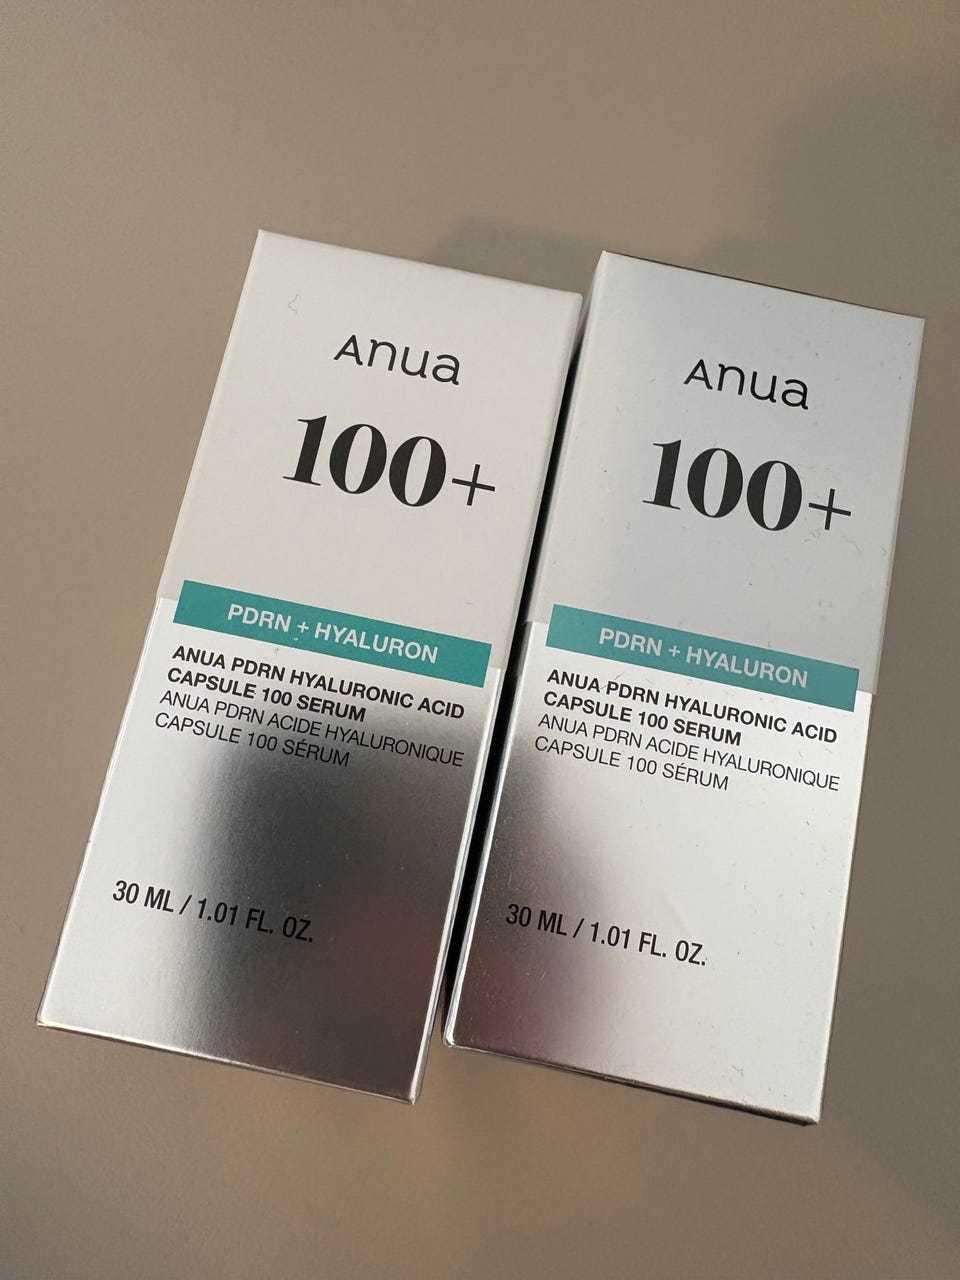 Anua
100+
PDRN + HYALURON
ANUA PDRN HYALURONIC ACID
CAPSULE 100 SERUM
ANUA PDRN ACIDE HYALURONIQUE
CAPSULE 100 SÉRUM
30 ML / 1.01 FL. OZ.
Anua
100+
PDRN + HYALURON
ANUA PDRN HYALURONIC ACID
CAPSULE 100 SERUM
ANUA PDRN ACIDE HYALURONIQUE
CAPSULE 100 SÉRUM
30 ML / 1.01 FL. OZ.